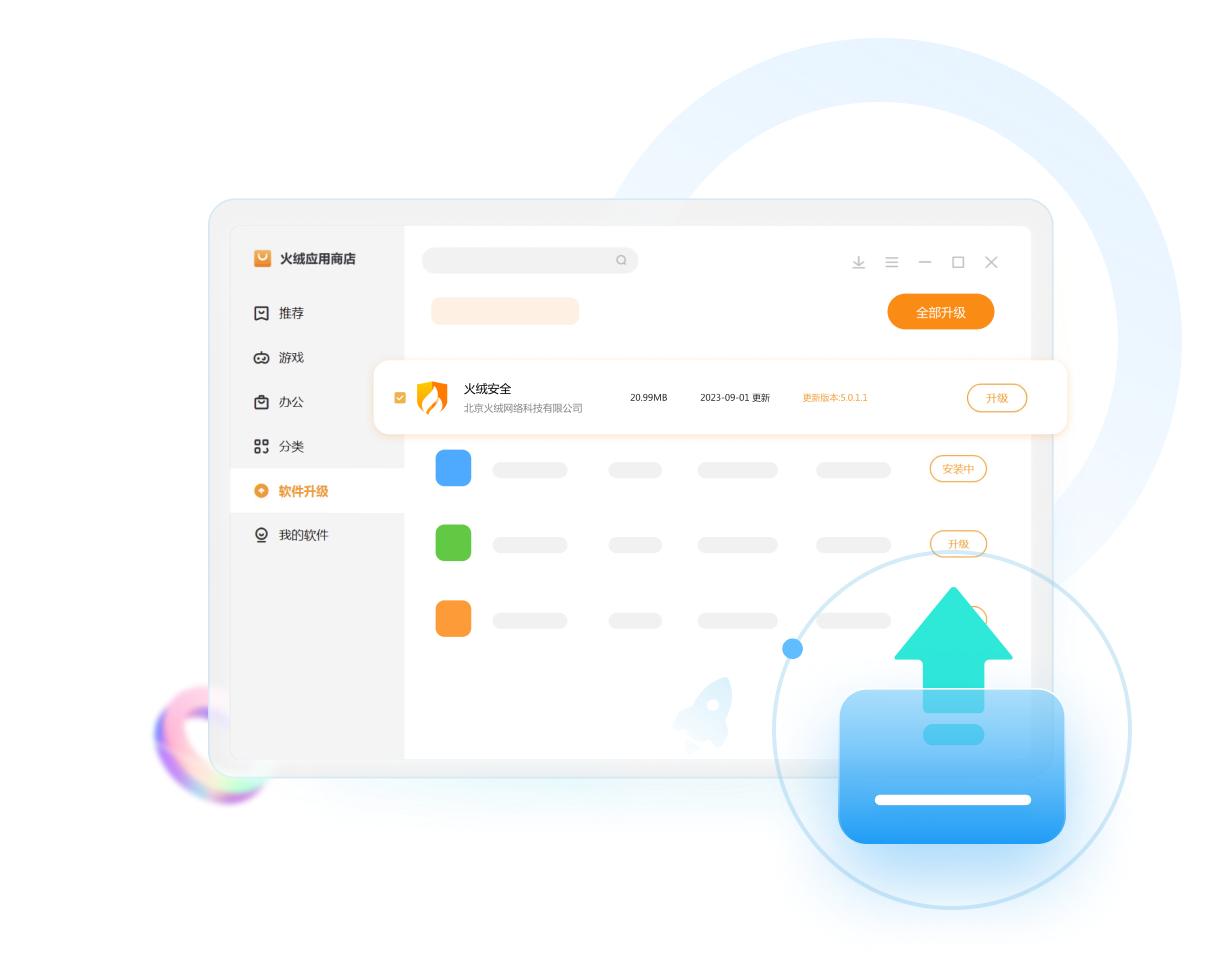 火绒应用商店
推荐
游戏
办公
分类
软件升级
我的软件
全部升级
火绒安全
北京火绒网络科技有限公司
20.99MB
2023-09-01 更新
更新版本:5.0.1.1
升级
安装中
升级